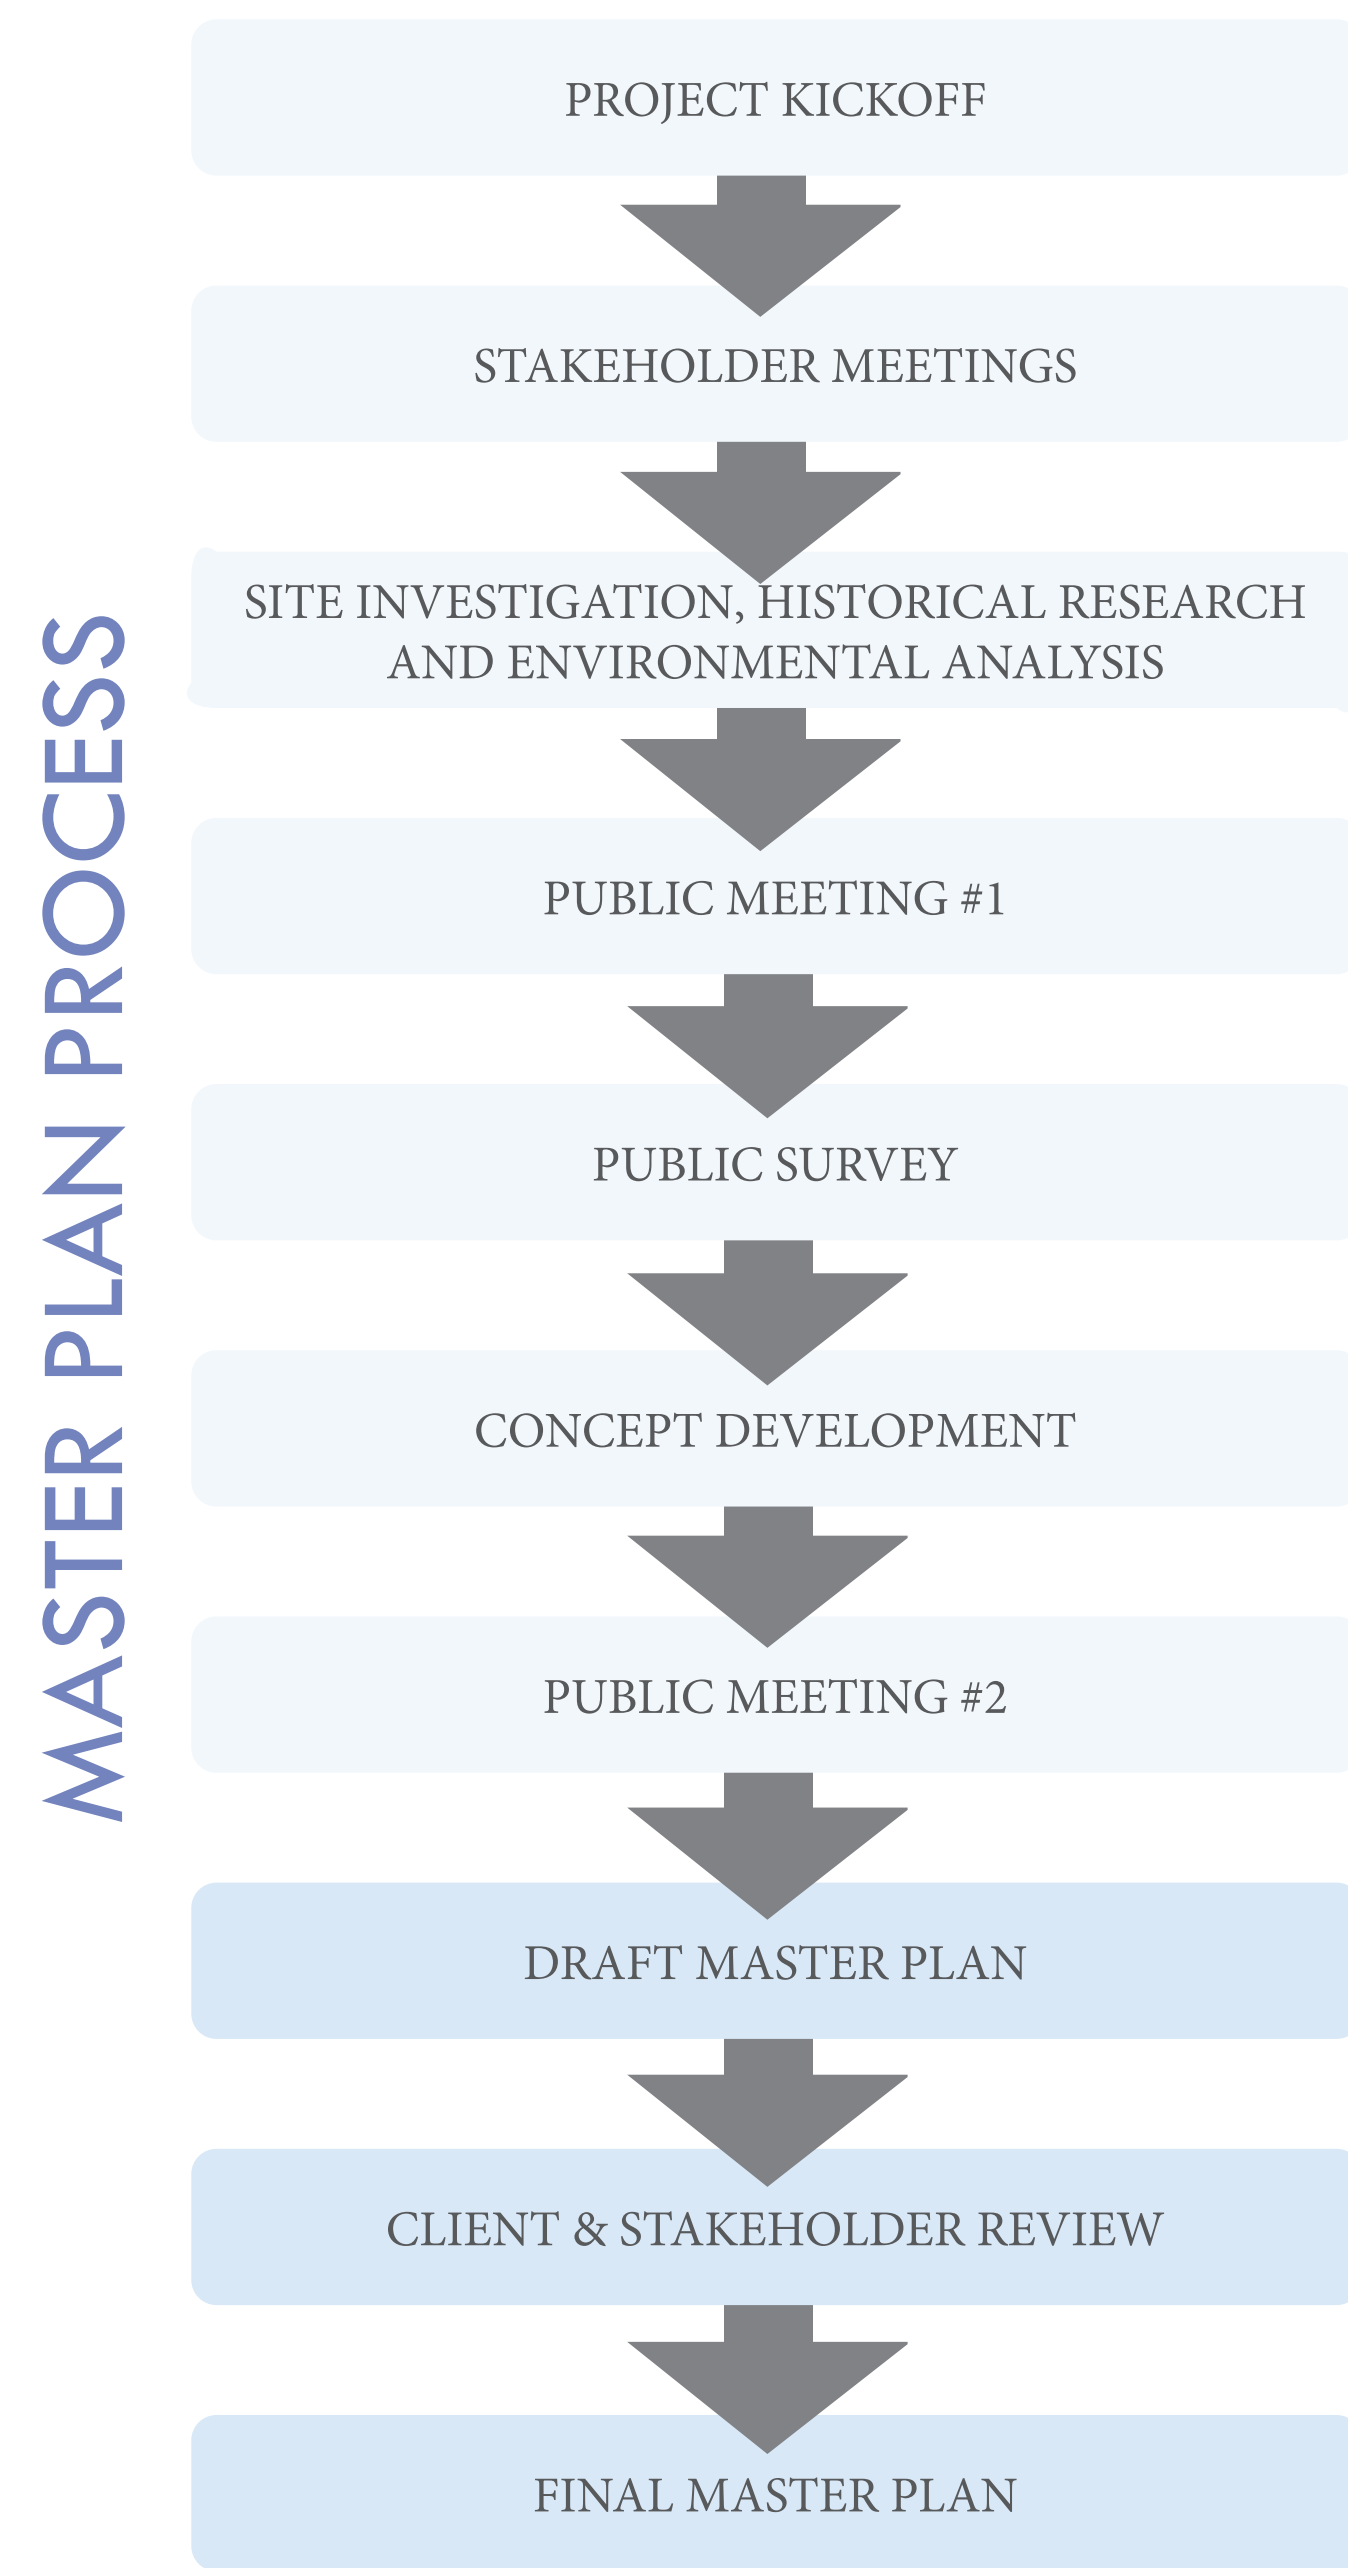 MASTER PLAN PROCESS
PROJECT KICKOFF
STAKEHOLDER MEETINGS
SITE INVESTIGATION, HISTORICAL RESEARCH
AND ENVIRONMENTAL ANALYSIS
PUBLIC MEETING #1
PUBLIC SURVEY
CONCEPT DEVELOPMENT
PUBLIC MEETING #2
DRAFT MASTER PLAN
CLIENT & STAKEHOLDER REVIEW
FINAL MASTER PLAN